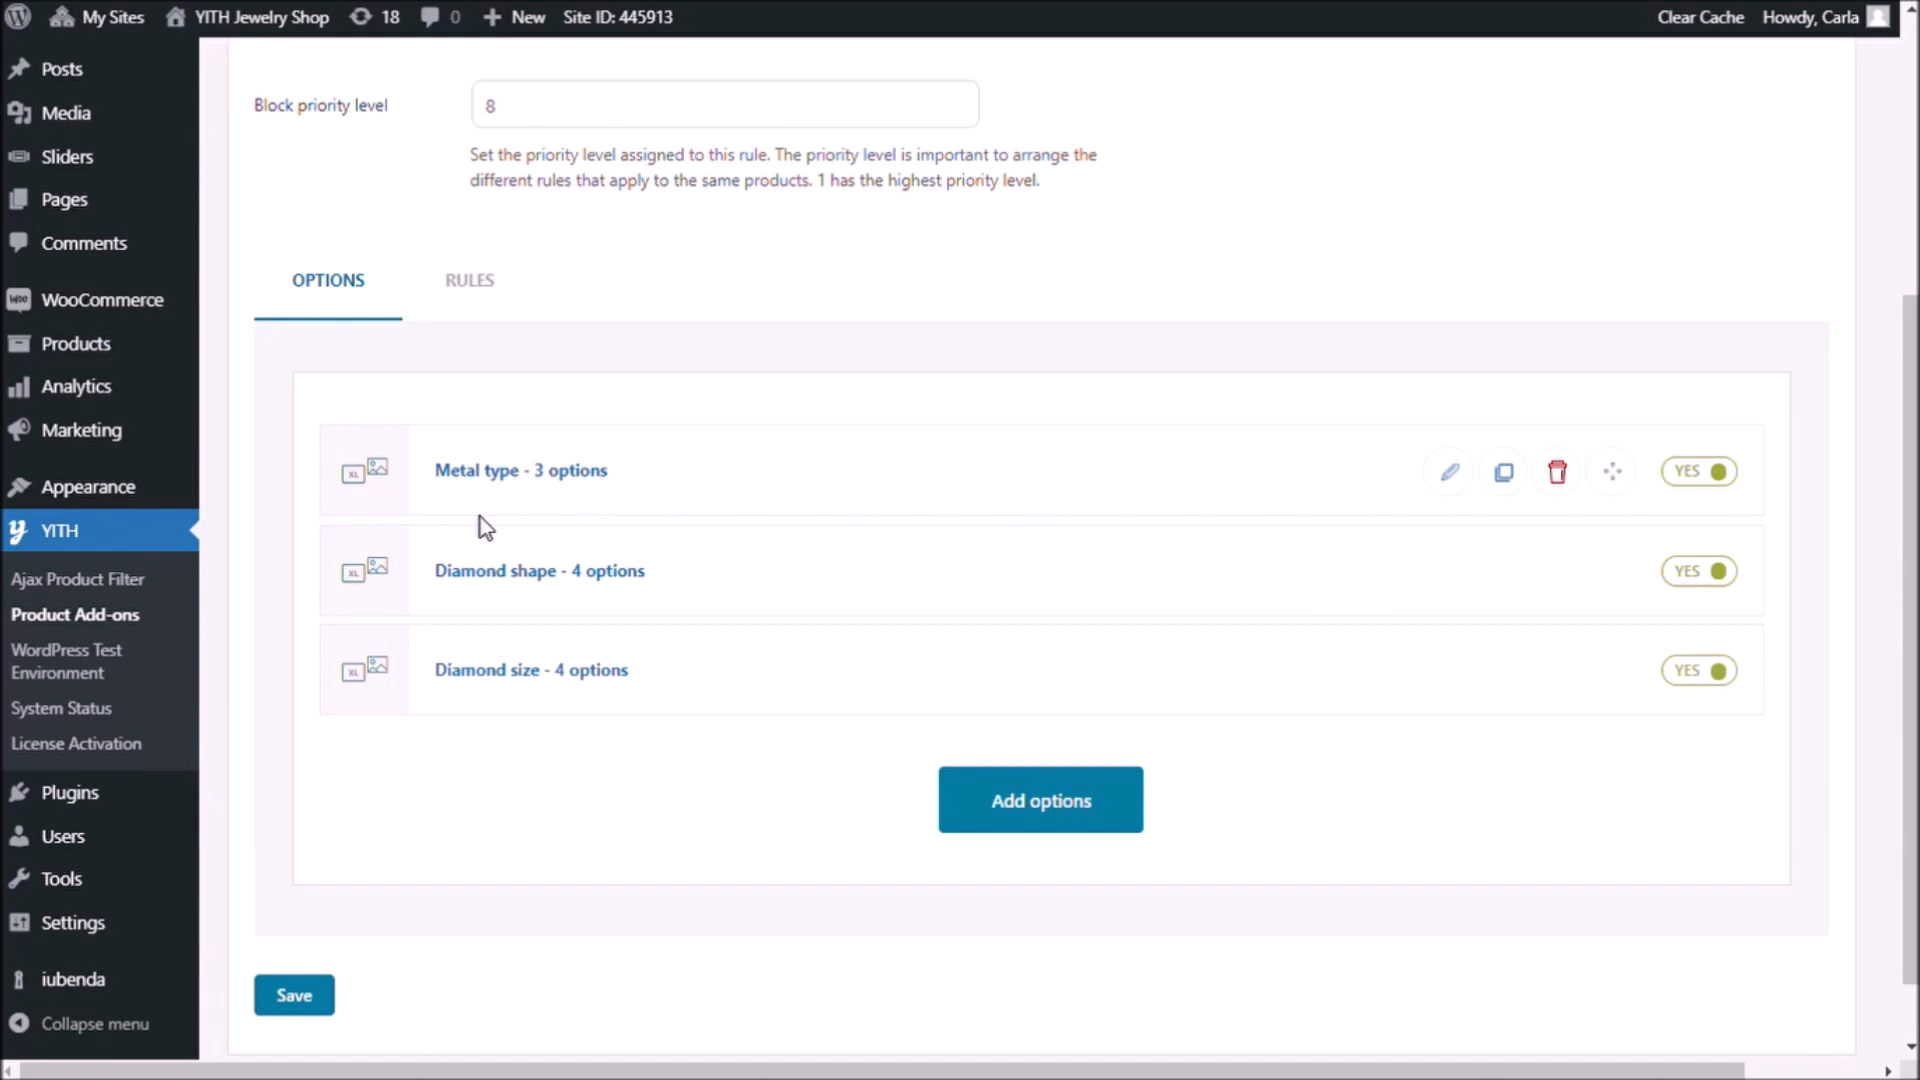 My Sites
YITH Jewelry Shop
18
0
New
Site ID: 445913
Clear Cache
Howdy, Carla
Posts
Media
Sliders
Pages
Comments
WooCommerce
Products
Analytics
Marketing
Appearance
YITH
Ajax Product Filter
Product Add-ons
WordPress Test
Environment
System Status
License Activation
Plugins
Users
Tools
Settings
iubenda
Collapse menu
Block priority level
8
Set the priority level assigned to this rule. The priority level is important to arrange the
different rules that apply to the same products. 1 has the highest priority level.
OPTIONS
RULES
XL
Metal type - 3 options
YES
XL
Diamond shape - 4 options
YES
XL
Diamond size - 4 options
YES
Add options
Save